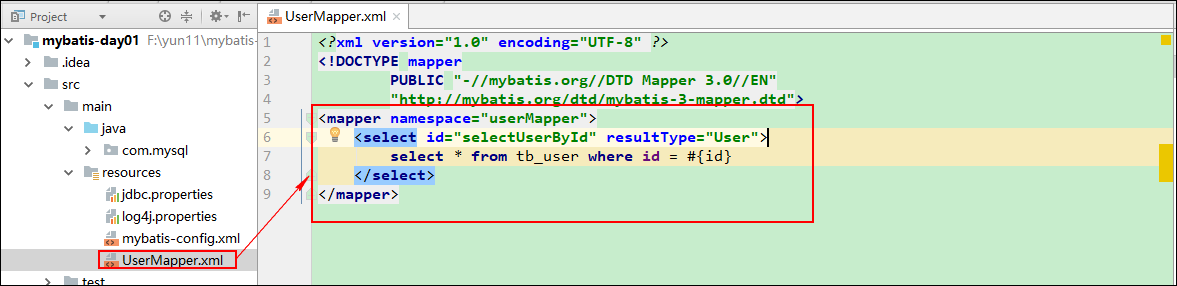 Project
UserMapper.xml
mybatis-day01 F:\yun11\mybatis-
.idea
src
main
java
com.mysql
resources
jdbc.properties
log4j.properties
mybatis-config.xml
UserMapper.xml
test
1 <?xml version="1.0" encoding="UTF-8" ?>
2 <!DOCTYPE mapper
3 PUBLIC "-//mybatis.org//DTD Mapper 3.0//EN"
4 "http://mybatis.org/dtd/mybatis-3-mapper.dtd">
5 <mapper namespace="userMapper">
6 <select id="selectUserById" resultType="User">
7 select * from tb_user where id = #{id}
8 </select>
9 </mapper>